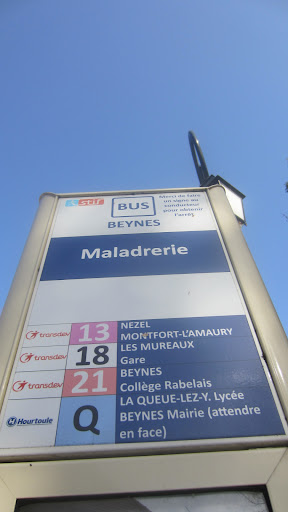 stif
BUS
BEYNES
Merci de faire
un signe au
conducteur
pour obtenir
l'arrêt
Maladrerie
transdev 13 NEZEL
MONTFORT-L'AMAURY
transdev 18 LES MUREAUX
Gare
transdev 21 BEYNES
Collège Rabelais
Hourtoule Q LA QUEUE-LEZ-Y. Lycée
BEYNES Mairie (attendre
en face)